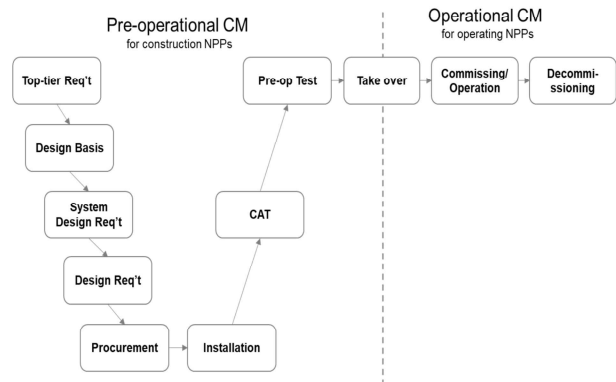 Pre-operational CM
for construction NPPs
Operational CM
for operating NPPs
Top-tier Req't
Pre-op Test
Take over
Commissing/
Operation
Decommi-
ssioning
Design Basis
System
Design Req't
CAT
Design Req't
Procurement
Installation